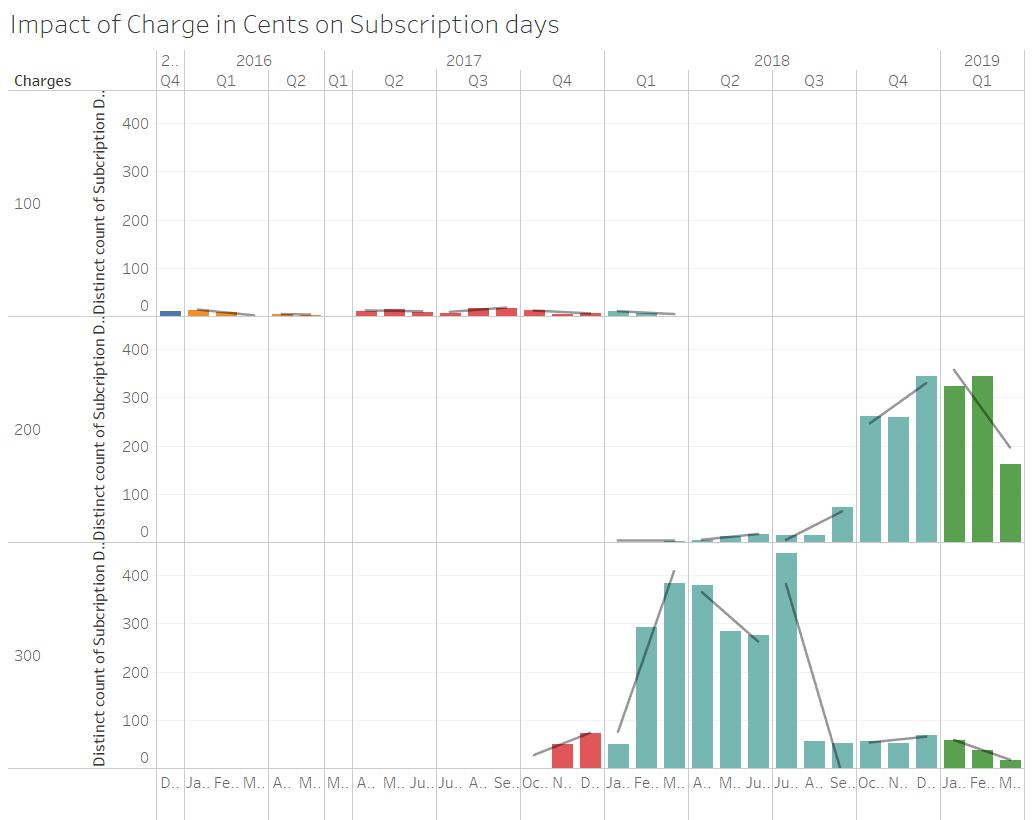 Impact of Charge in Cents on Subscription days
2.. 2016 2017 2018 2019
Charges Q4 Q1 Q2 Q1 Q2 Q3 Q4 Q1 Q2 Q3 Q4 Q1
100
Distinct count of Subcription D..
400
300
200
100
0
200
Distinct count of Subcription D..
400
300
200
100
0
300
Distinct count of Subcription D..
400
300
200
100
0
D.. Ja.. Fe.. M.. A.. M.. Ju.. M.. A.. M.. Ju.. Ju.. A.. Se.. Oc.. N.. D.. Ja.. Fe.. M.. A.. M.. Ju.. Ju.. A.. Se.. Oc.. N.. D.. Ja.. Fe.. M..